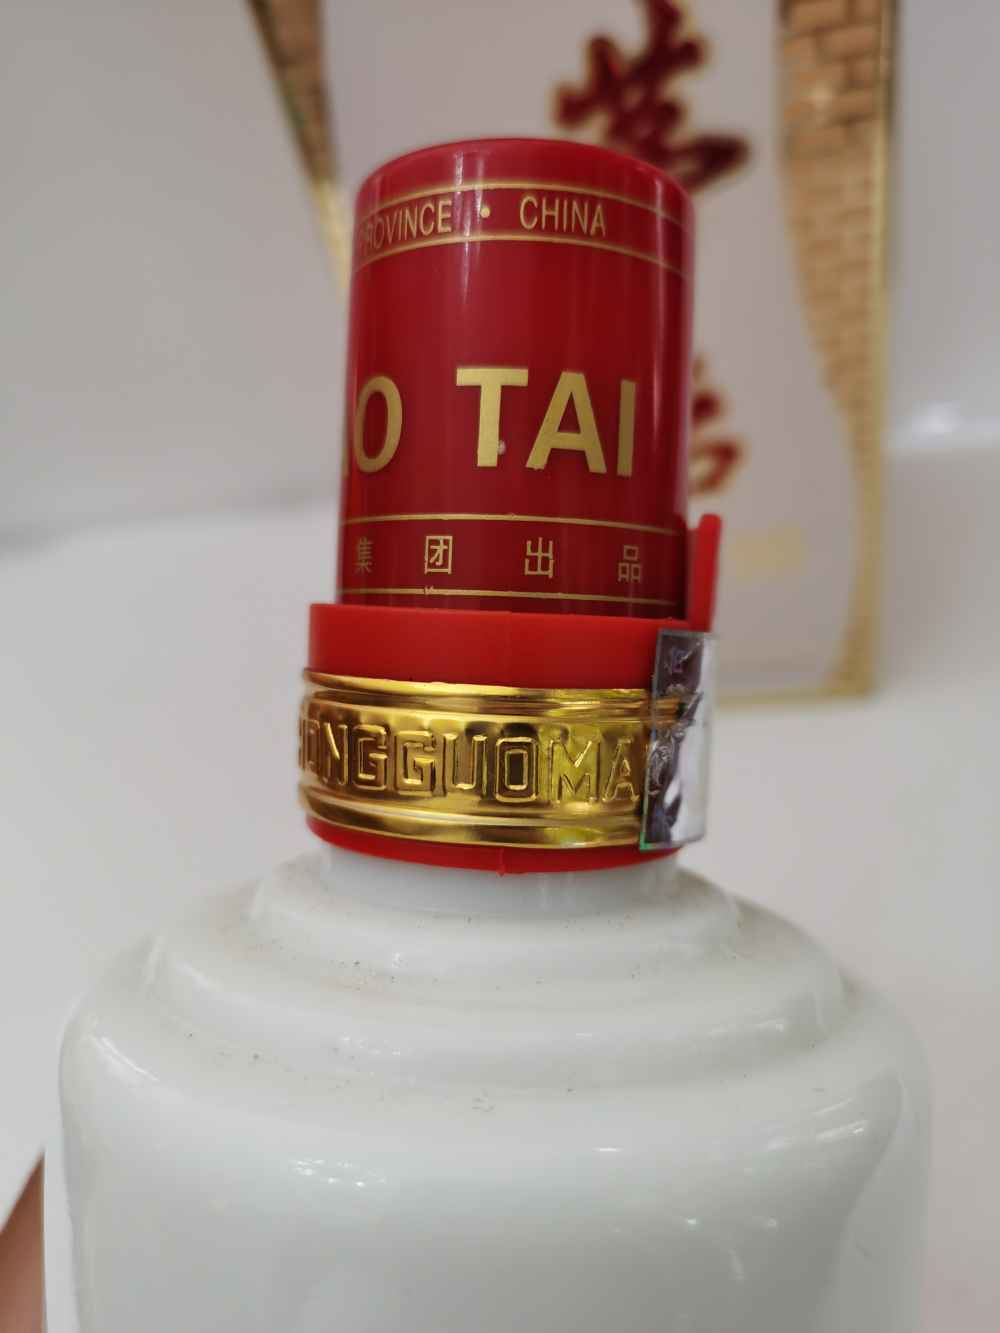 PROVINCE • CHINA
O TAI
集团出品
ONGGUOMA